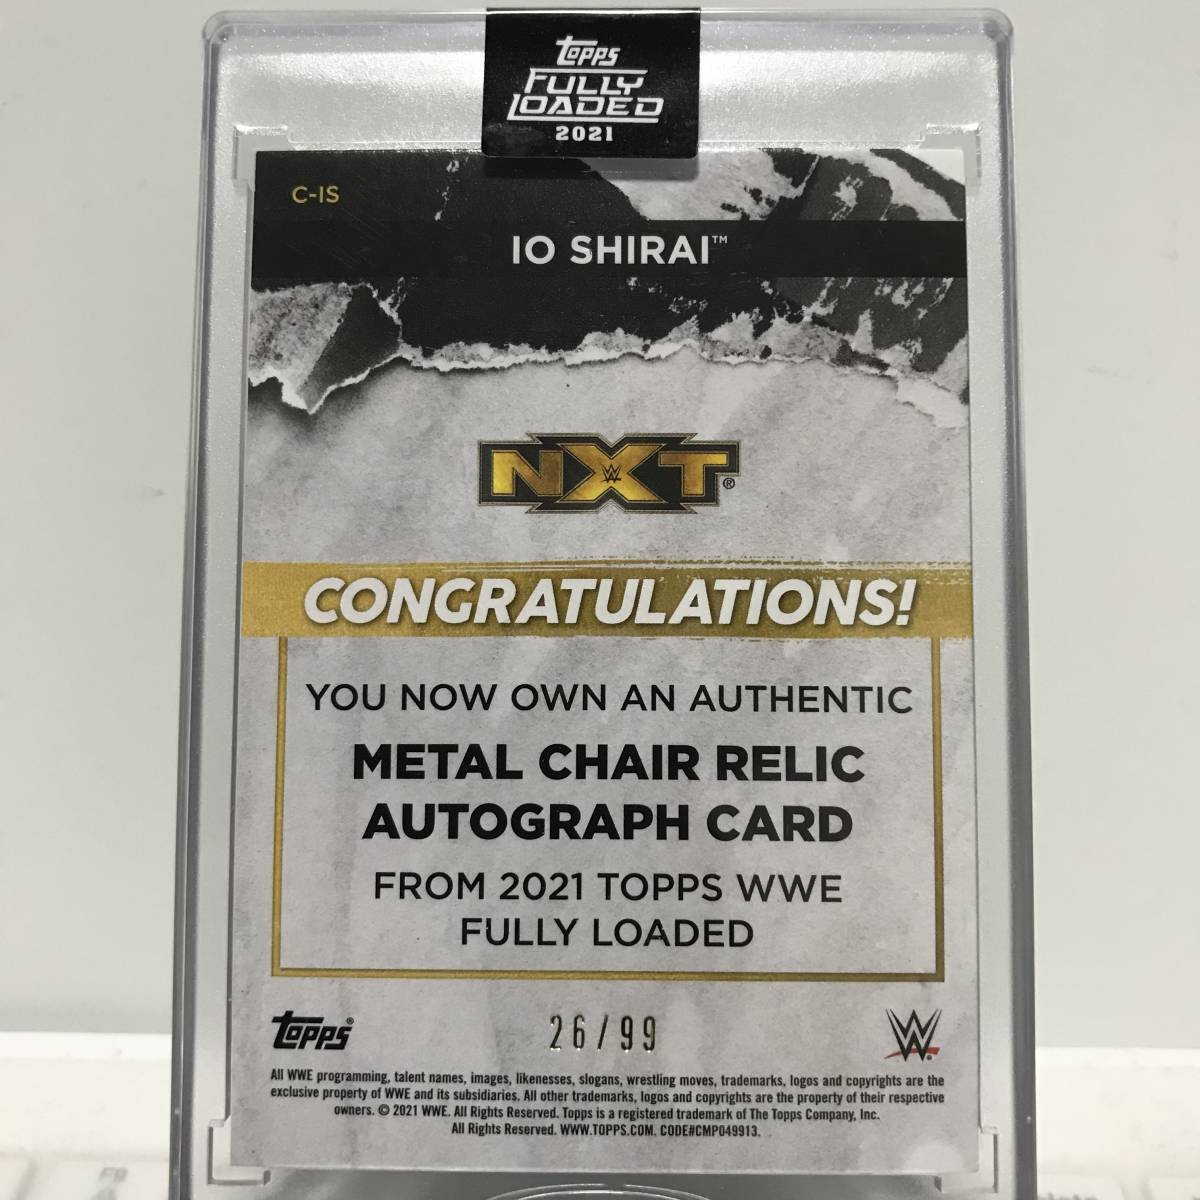 Topps
FULLY
LOADED
2021
C-IS
IO SHIRAI™
NXT®
CONGRATULATIONS!
YOU NOW OWN AN AUTHENTIC
METAL CHAIR RELIC
AUTOGRAPH CARD
FROM 2021 TOPPS WWE
FULLY LOADED
Topps®
26/99
All WWE programming, talent names, images, likenesses, slogans, wrestling moves, trademarks, logos and copyrights are the
exclusive property of WWE and its subsidiaries. All other trademarks, logos and copyrights are the property of their respective
owners. © 2021 WWE. All Rights Reserved. Topps is a registered trademark of The Topps Company, Inc.
All Rights Reserved. WWW.TOPPS.COM. CODE#CMP049913.